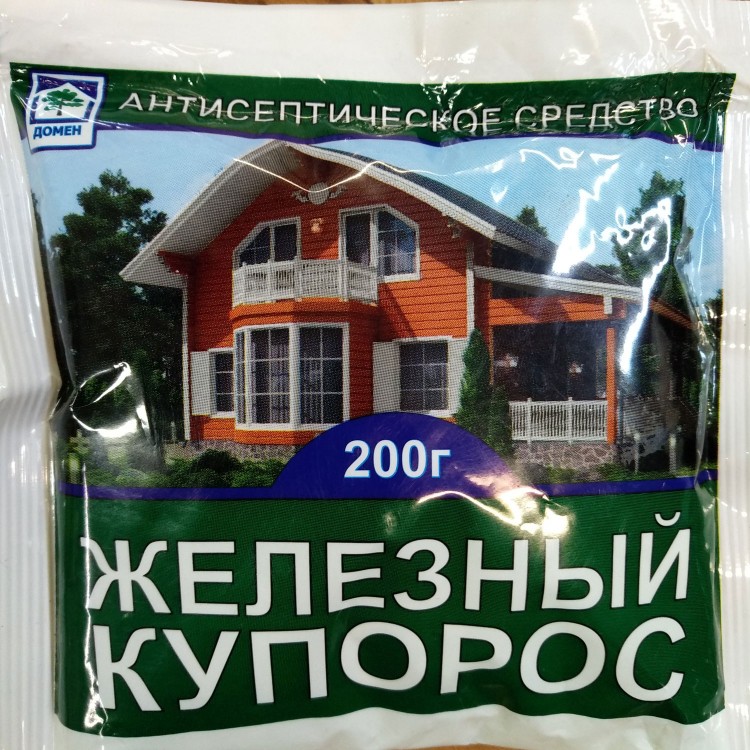 ДОМЕН
АНТИСЕПТИЧЕСКОЕ СРЕДСТВО
200г
ЖЕЛЕЗНЫЙ
КУПОРОС